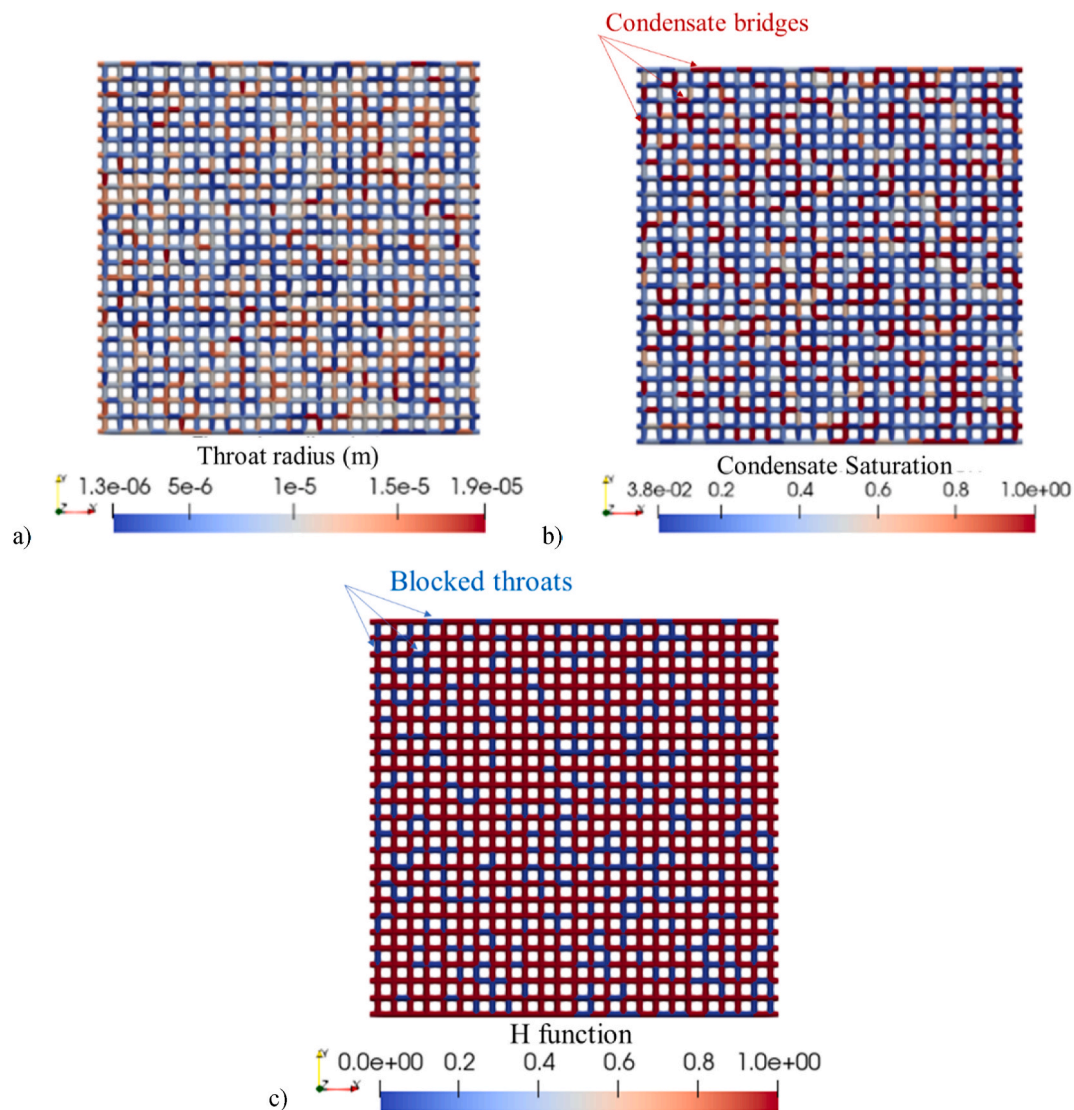 Condensate bridges
Throat radius (m)
1.3e-06 5e-6 1e-5 1.5e-5 1.9e-05
Y
Z X
a)
Condensate Saturation
3.8e-02 0.2 0.4 0.6 0.8 1.0e+00
Y
Z X
b)
Blocked throats
H function
0.0e+00 0.2 0.4 0.6 0.8 1.0e+00
Y
Z X
c)